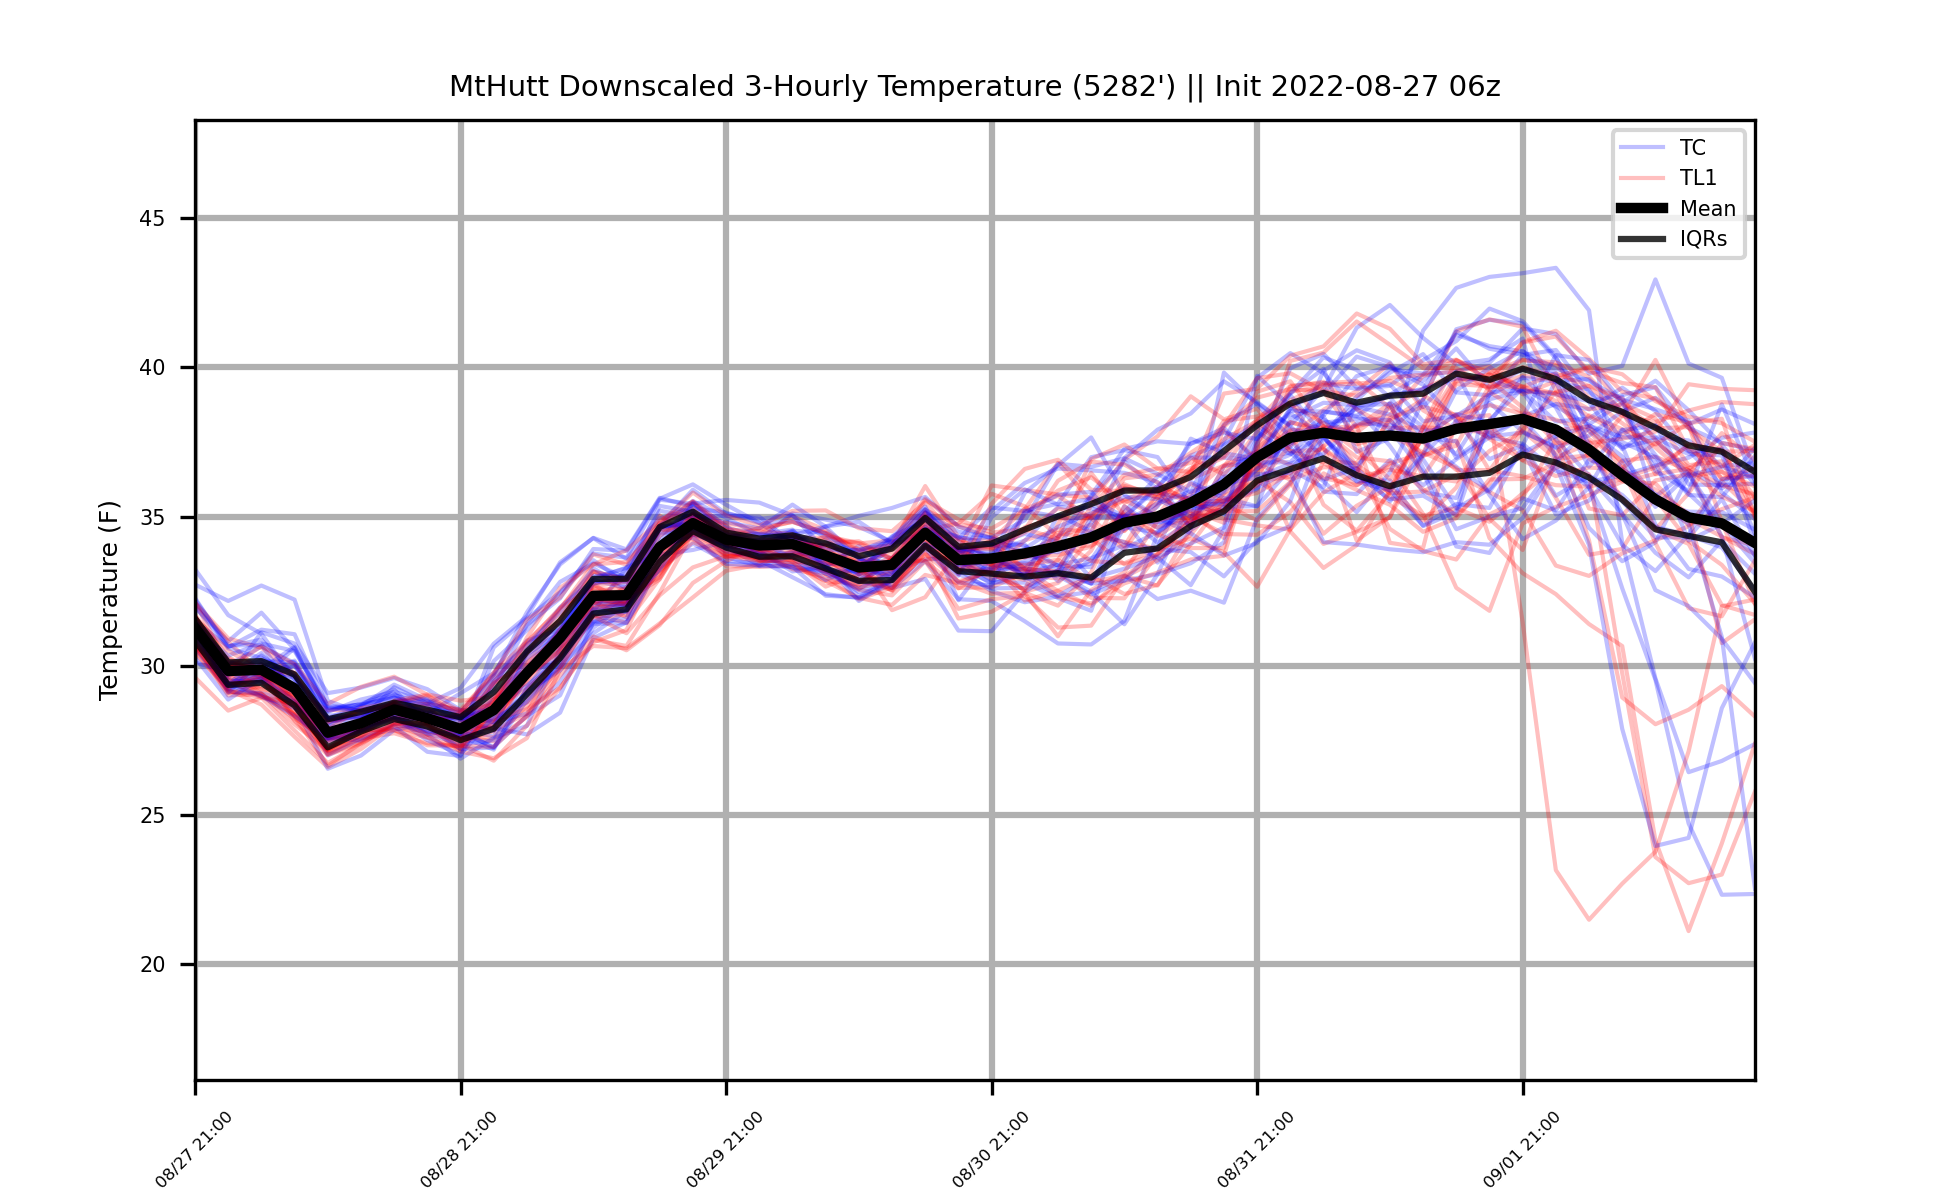 MtHutt Downscaled 3-Hourly Temperature (5282') || Init 2022-08-27 06z
TC
TL1
Mean
IQRs
Temperature (F)
45
40
35
30
25
20
08/27 21:00
08/28 21:00
08/29 21:00
08/30 21:00
08/31 21:00
09/01 21:00